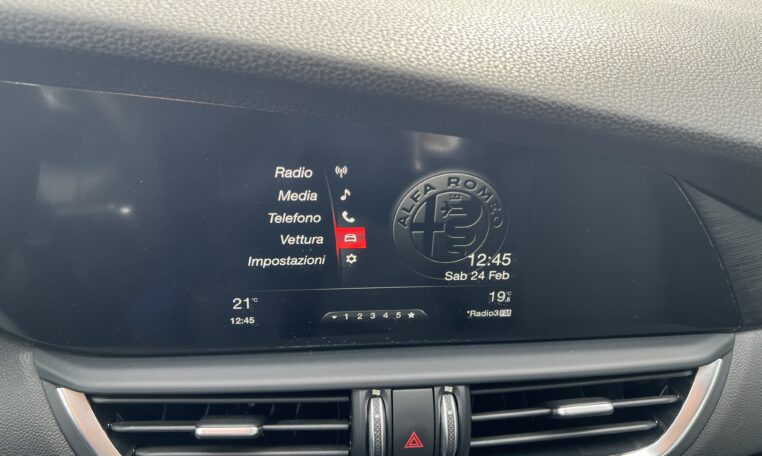 Radio
Media
Telefono
Vettura
Impostazioni
ALFA ROMEO
12:45
Sab 24 Feb
21°C
12:45
1 2 3 4 5
19°C
*Radio3 FM